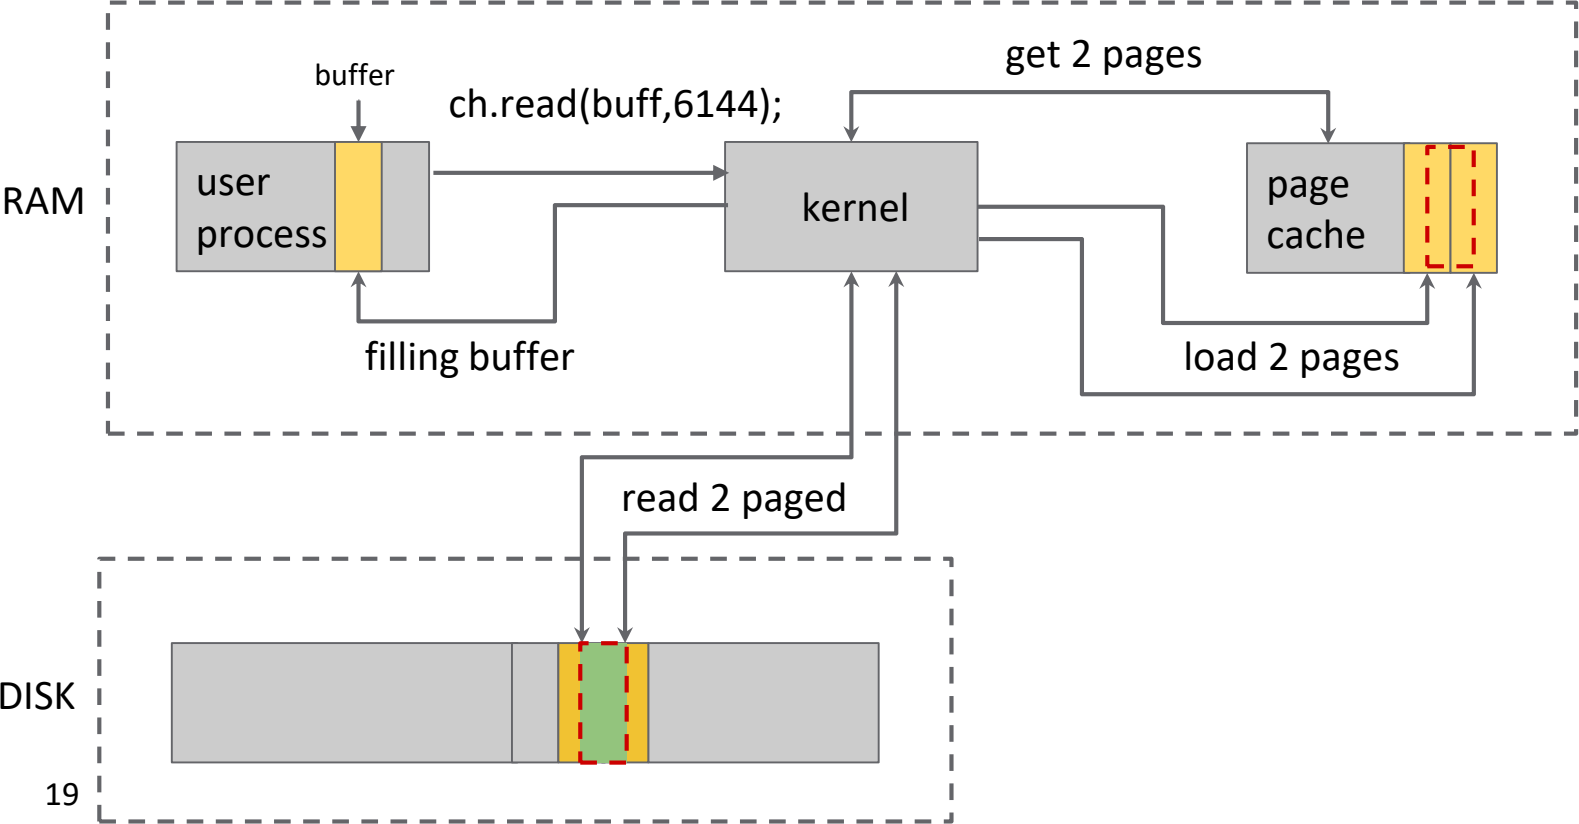 get 2 pages
buffer
ch.read(buff,6144);
RAM
user
process
kernel
page
cache
filling buffer
load 2 pages
read 2 paged
DISK
19